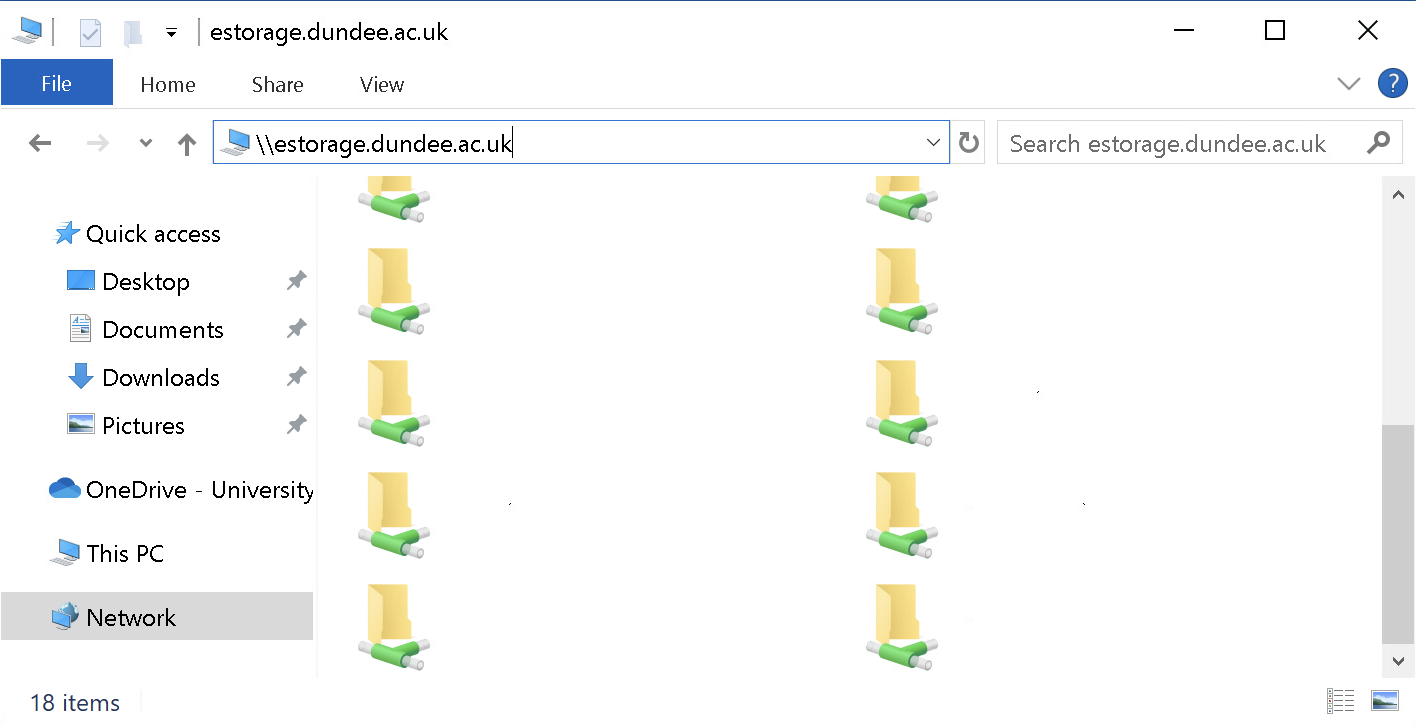 estorage.dundee.ac.uk
File Home Share View
?
\\estorage.dundee.ac.uk
Search estorage.dundee.ac.uk
Quick access
Desktop
Documents
Downloads
Pictures
OneDrive - University
This PC
Network
18 items